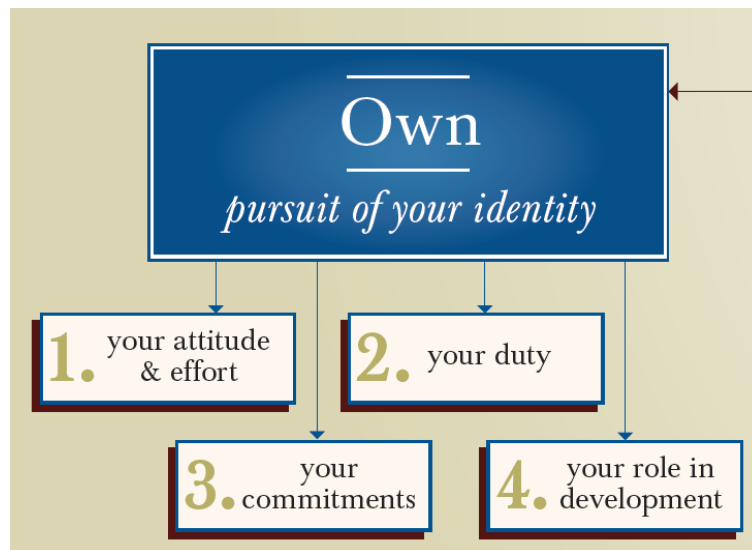 Own
pursuit of your identity
1. your attitude
& effort
2. your duty
3. your
commitments
4. your role in
development